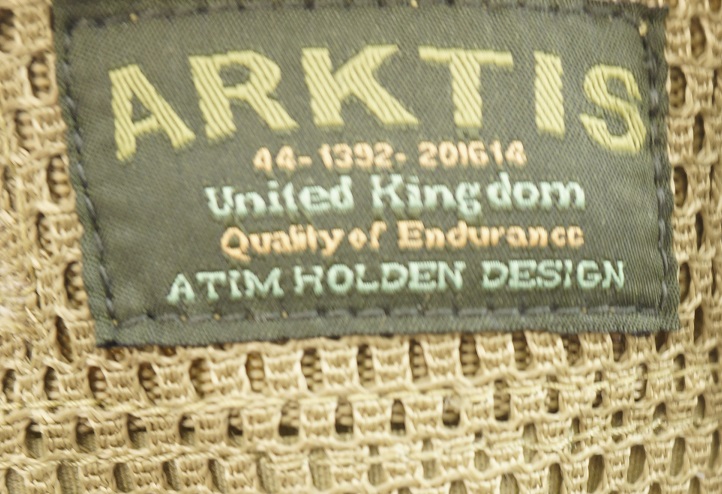 ARKTIS
44-1392-201614
United Kingdom
Quality of Endurance
A TIM HOLDEN DESIGN